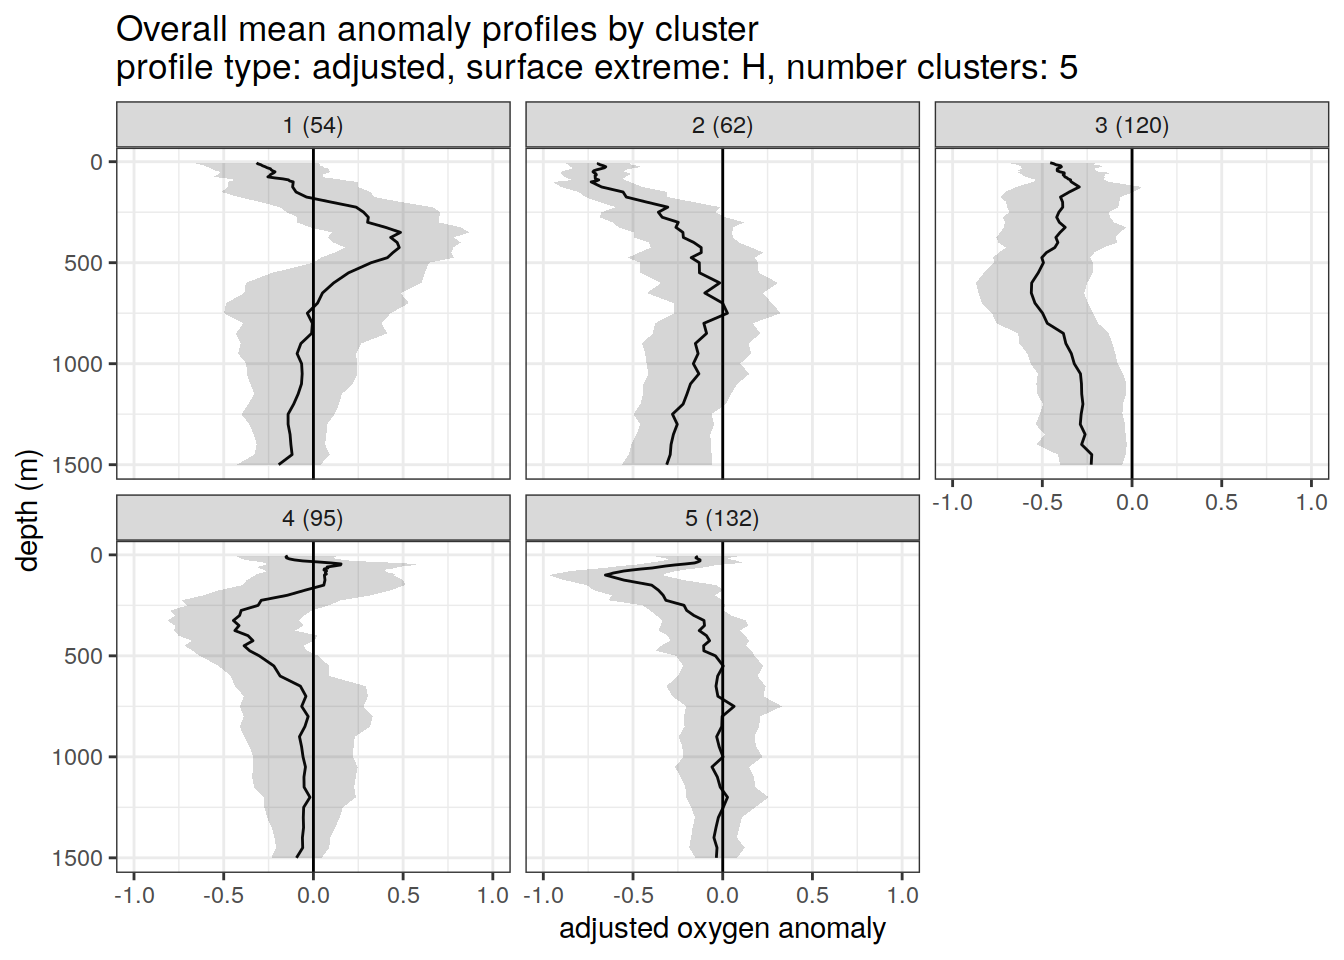 Overall mean anomaly profiles by cluster
profile type: adjusted, surface extreme: H, number clusters: 5
1 (54)
2 (62)
3 (120)
0
500
1000
1500
-1.0 -0.5 0.0 0.5 1.0
depth (m)
4 (95)
5 (132)
0
500
1000
1500
-1.0 -0.5 0.0 0.5 1.0
-1.0 -0.5 0.0 0.5 1.0
adjusted oxygen anomaly